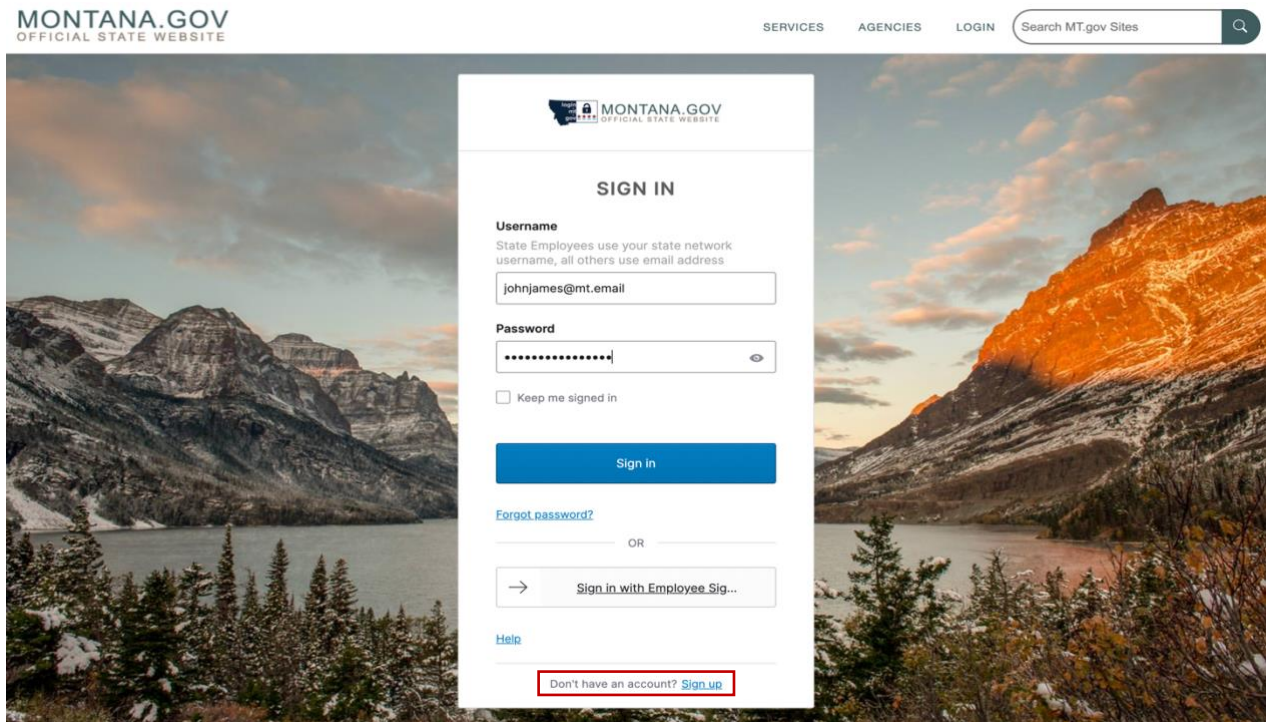 MONTANA.GOV
OFFICIAL STATE WEBSITE
SERVICES AGENCIES LOGIN Search MT.gov Sites
login
mt
gov
MONTANA.GOV
OFFICIAL STATE WEBSITE
SIGN IN
Username
State Employees use your state network
username, all others use email address
johnjames@mt.email
Password
••••••••••••••••
Keep me signed in
Sign in
Forgot password?
OR
Sign in with Employee Sig...
Help
Don't have an account? Sign up